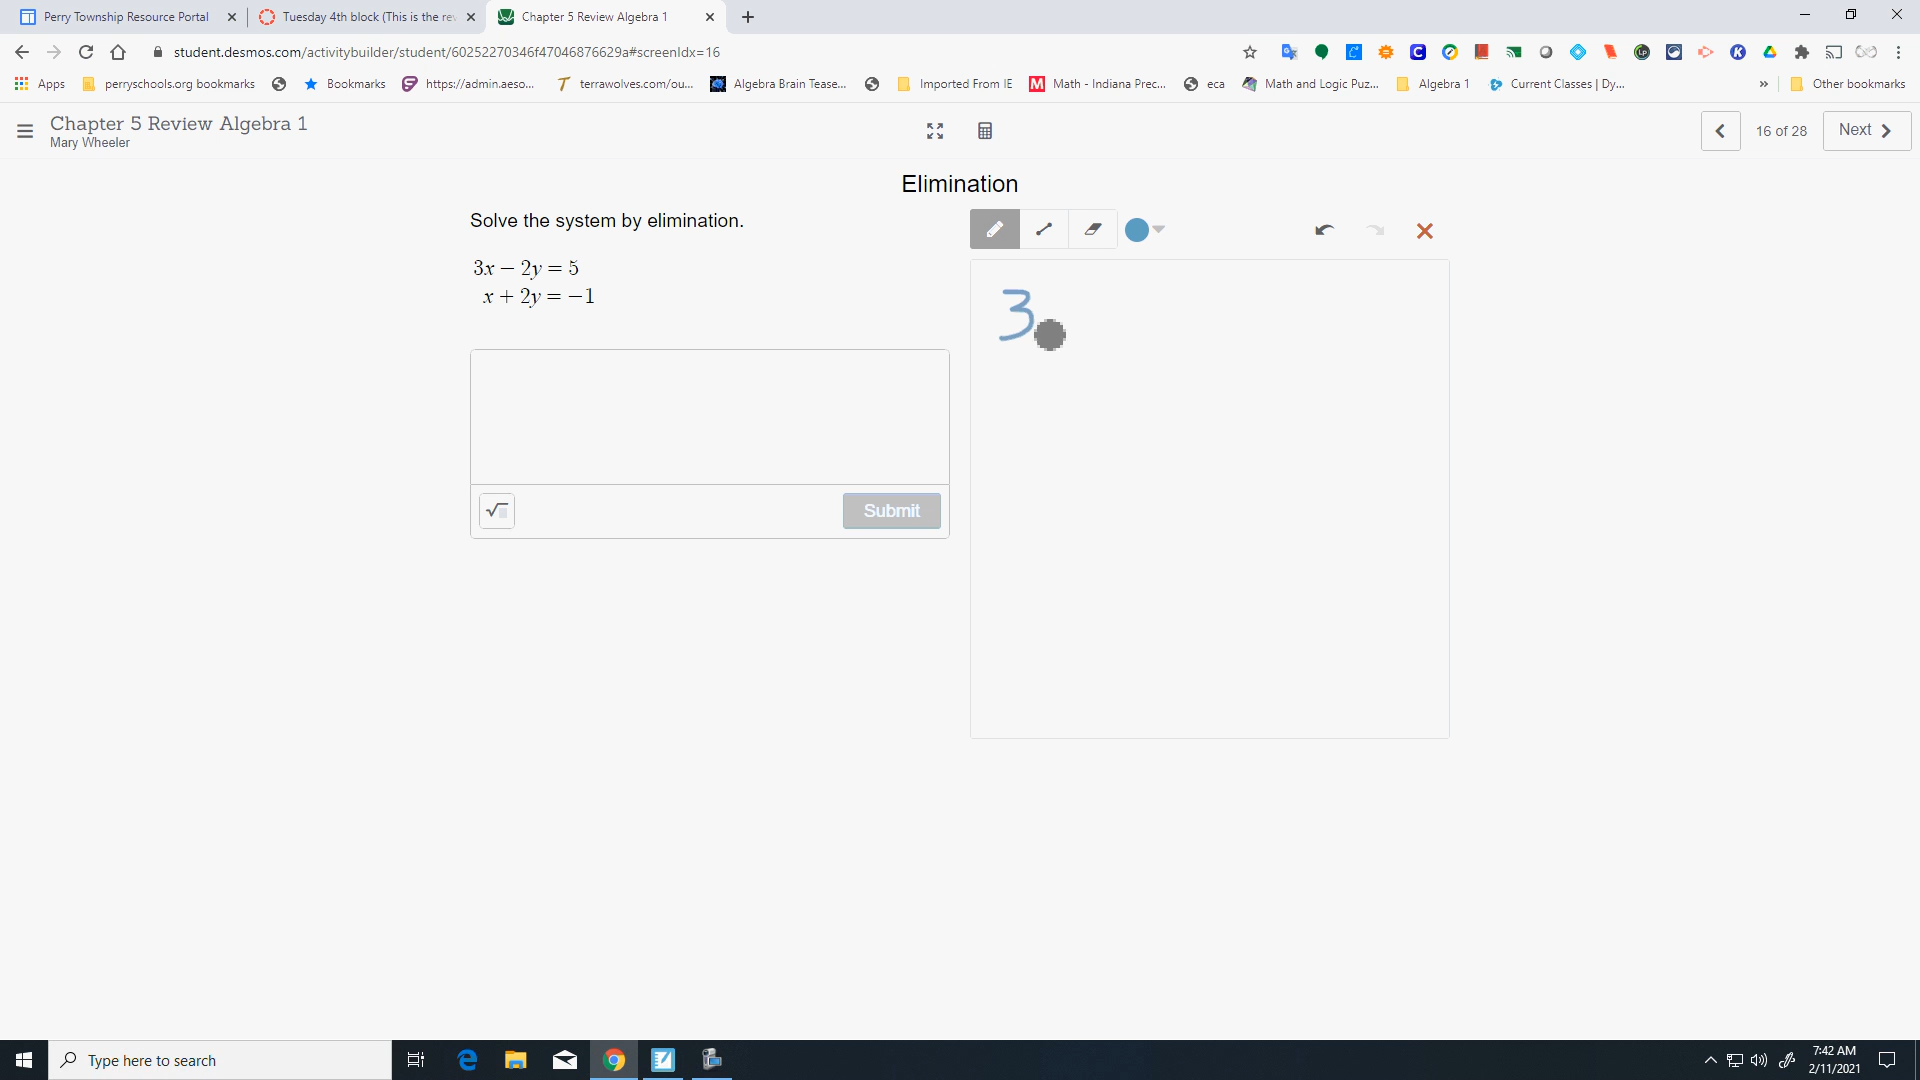 Perry Township Resource Portal
Tuesday 4th block (This is the rev
Chapter 5 Review Algebra 1
student.desmos.com/activitybuilder/student/60252270346f47046876629a#screenIdx=16
Apps
perryschools.org bookmarks
Bookmarks
https://admin.aeso...
terrawolves.com/ou...
Algebra Brain Tease...
Imported From IE
Math - Indiana Prec...
eca
Math and Logic Puz...
Algebra 1
Current Classes | Dy...
»
Other bookmarks
Chapter 5 Review Algebra 1
Mary Wheeler
16 of 28
Next
Elimination
Solve the system by elimination.
3x − 2y = 5
x + 2y = −1
3
Submit
Type here to search
7:42 AM
2/11/2021